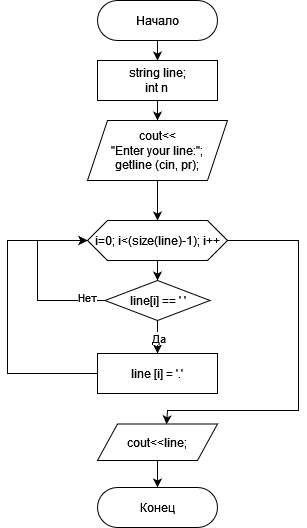 Начало
string line;
int n
cout<<
"Enter your line:";
getline (cin, pr);
i=0; i<(size(line)-1); i++
Нет
line[i] == ' '
Да
line [i] = '.'
cout<<line;
Конец